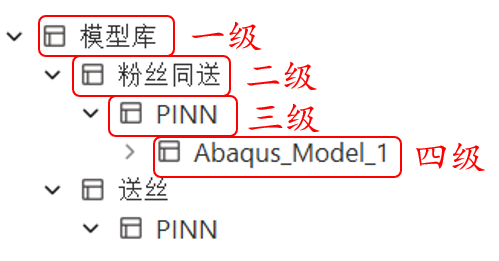 模型库 一级
粉丝同送 二级
PINN 三级
Abaqus_Model_1 四级
送丝
PINN